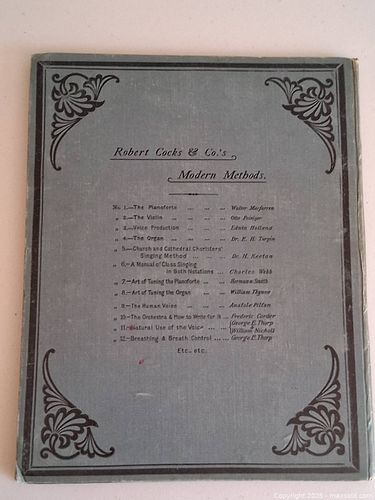 Robert Cocks & Co.'s
Modern Methods.
No. 1.—The Pianoforte ... ... ... Walter Macfarren
„ 2.—The Violin ... ... ... ... Otto Peiniger
„ 3.—Voice Production ... ... ... Edwin Holland
„ 4.—The Organ ... ... ... Dr. E. H. Turpin
„ 5.—Church and Cathedral Choristers'
Singing Method ... ... ... Dr. H. Keeton
„ 6.—A Manual of Class Singing
in Both Notations ... ... Charles Webb
„ 7.—Art of Tuning the Pianoforte ... ... Hermann Smith
„ 8.—Art of Tuning the Organ ... ... William
„ 9.—The Human Voice ... ... ... Anatole Piltan
„ 10.—The Orchestra & How to Write for it ... Frederic Corder
„ 11.—Natural Use of the Voice ... ... George E. Thorp
William Nicholl
„ 12.—Breathing & Breath Control ... ... George E. Thorp
Etc., etc.
Copyright 2026 - maxsold.com